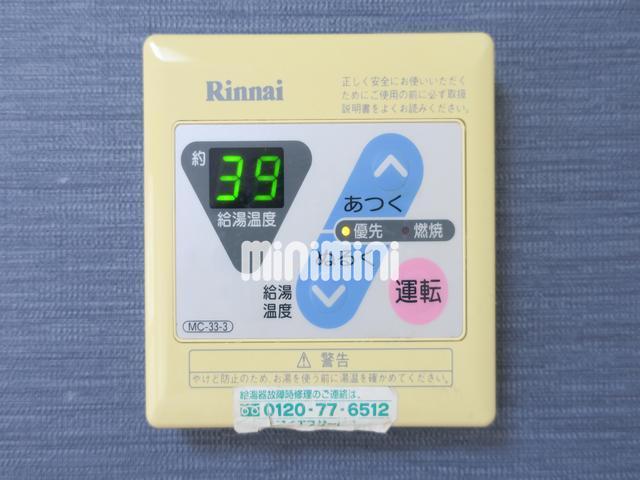 Rinnai
正しく安全にお使いいただく
ためにご使用の前に必ず取扱
説明書をよくお読みください。
約
39
給湯温度
あつく
優先 燃焼
minimini
ぬるく
給湯
温度
運転
MC-33-3
警告
やけど防止のため、お湯を使う前に湯温を確かめてください。
給湯器故障時修理のご連絡は、
0120-77-6512